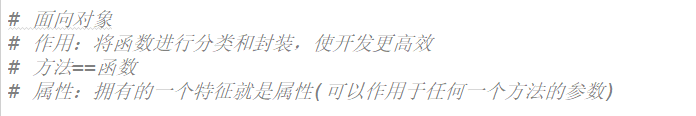 # 面向对象
# 作用：将函数进行分类和封装，使开发更高效
# 方法==函数
# 属性：拥有的一个特征就是属性(可以作用于任何一个方法的参数)